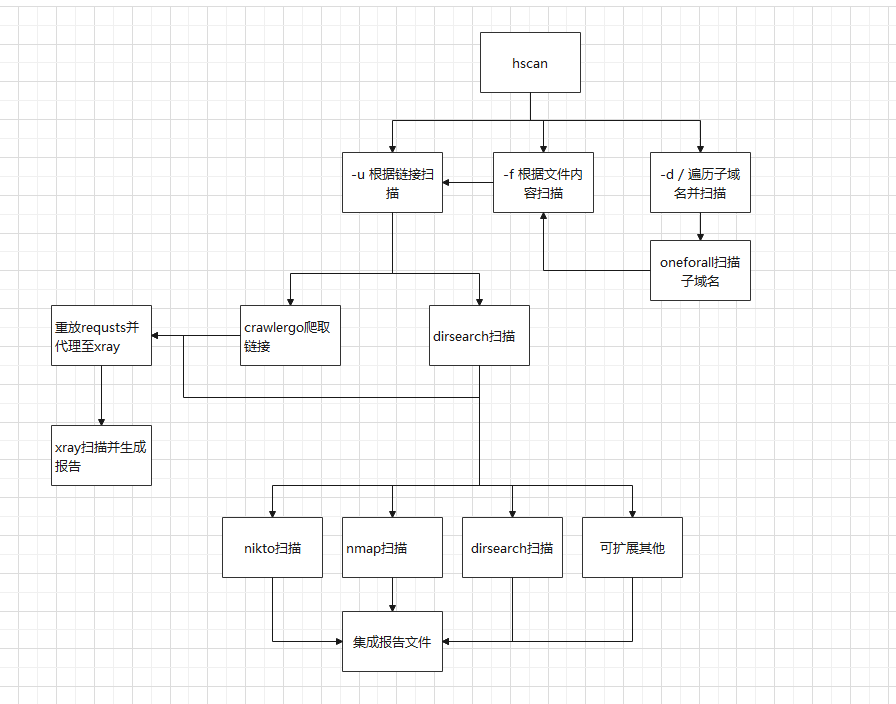 hscan
-u 根据链接扫
描
-f 根据文件内
容扫描
-d / 遍历子域
名并扫描
oneforall扫描
子域名
重放requsts并
代理至xray
crawlergo爬取
链接
dirsearch扫描
xray扫描并生成
报告
nikto扫描
nmap扫描
dirsearch扫描
可扩展其他
集成报告文件